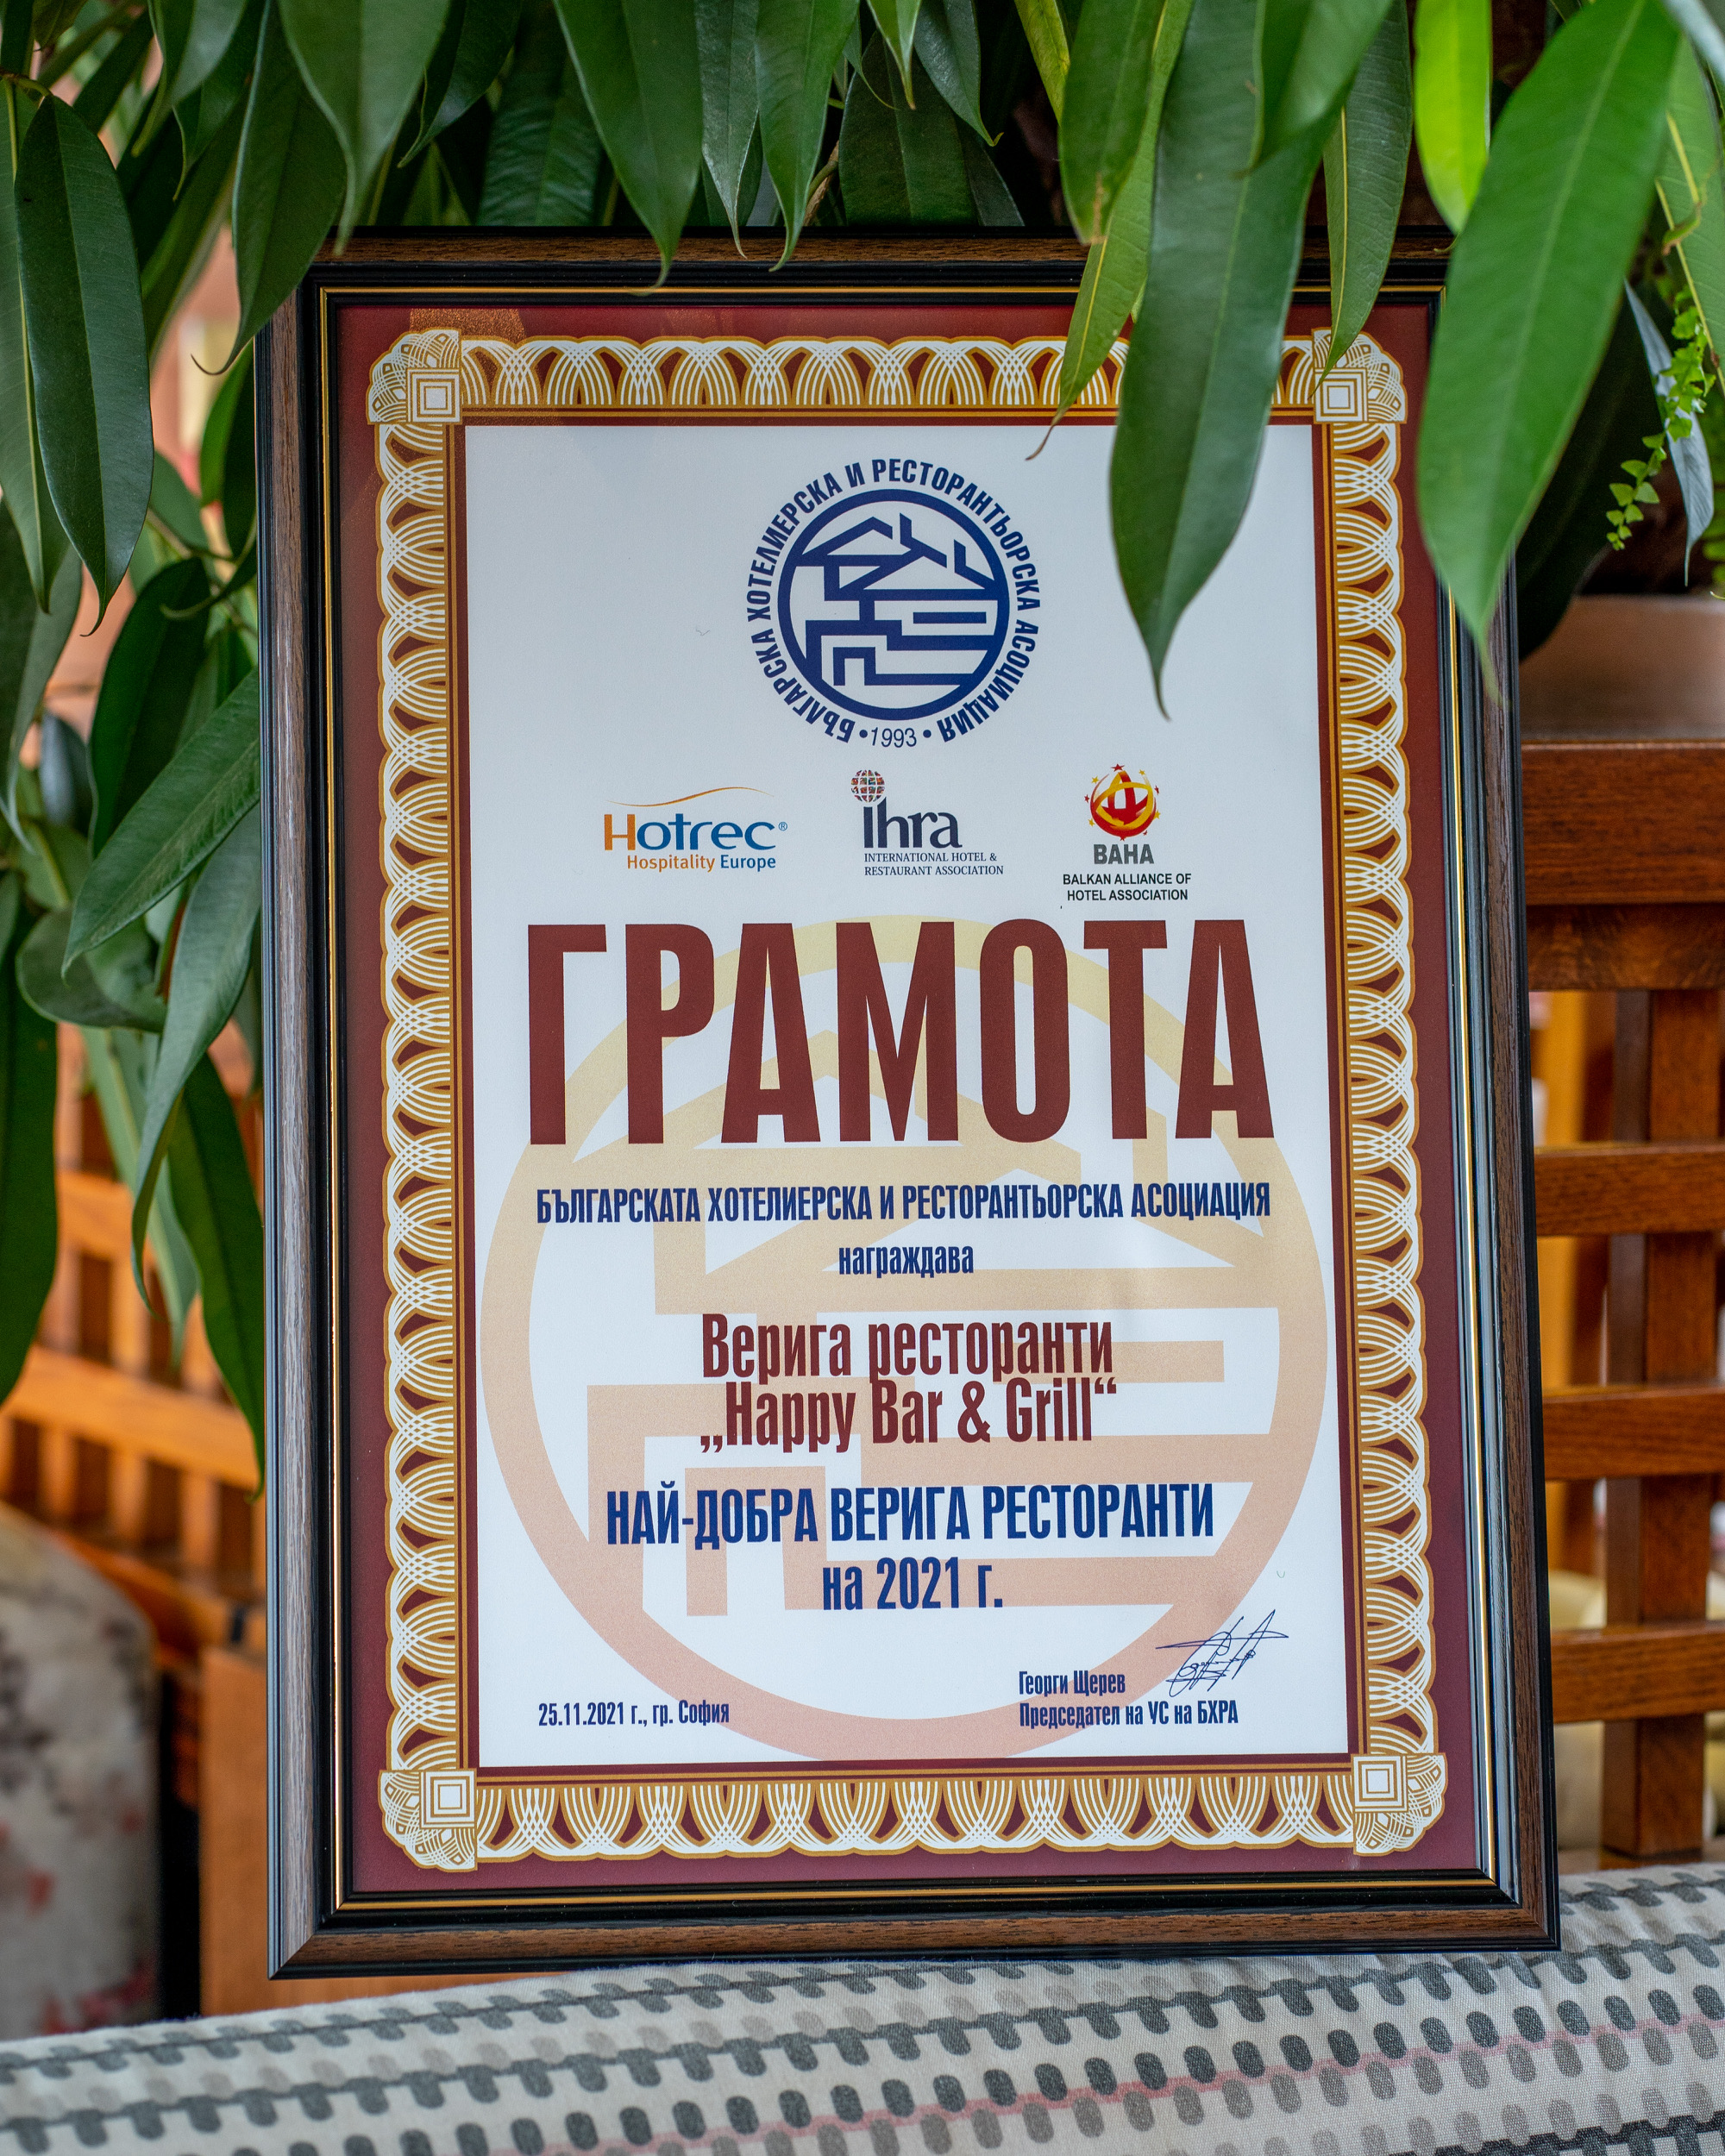 БЪЛГАРСКА ХОТЕЛИЕРСКА И РЕСТОРАНТЬОРСКА АСОЦИАЦИЯ
• 1993 •
Hotrec®
Hospitality Europe
ihra
INTERNATIONAL HOTEL &
RESTAURANT ASSOCIATION
BAHA
BALKAN ALLIANCE OF
HOTEL ASSOCIATION
ГРАМОТА
БЪЛГАРСКАТА ХОТЕЛИЕРСКА И РЕСТОРАНТЬОРСКА АСОЦИАЦИЯ
награждава
Верига ресторанти
„Happy Bar & Grill“
НАЙ-ДОБРА ВЕРИГА РЕСТОРАНТИ
на 2021 г.
Георги Щерев
25.11.2021 г., гр. София
Председател на УС на БХРА